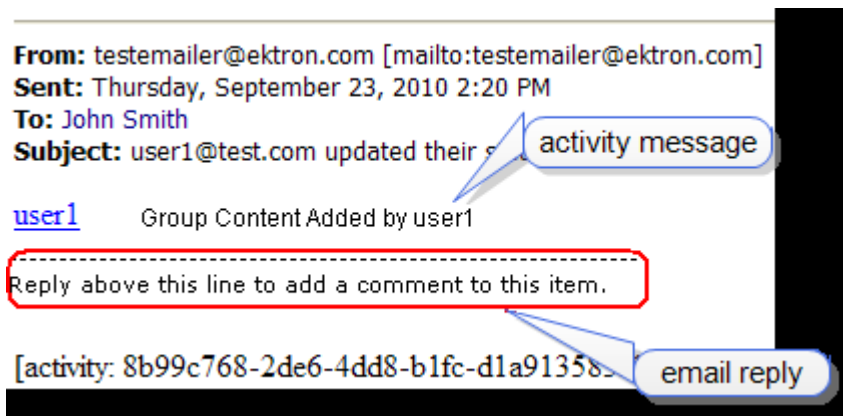 From: testemailer@ektron.com [mailto:testemailer@ektron.com]
Sent: Thursday, September 23, 2010 2:20 PM
To: John Smith
Subject: user1@test.com updated their
activity message
user1 Group Content Added by user1
Reply above this line to add a comment to this item.
[activity: 8b99c768-2de6-4dd8-b1fc-d1a91358
email reply